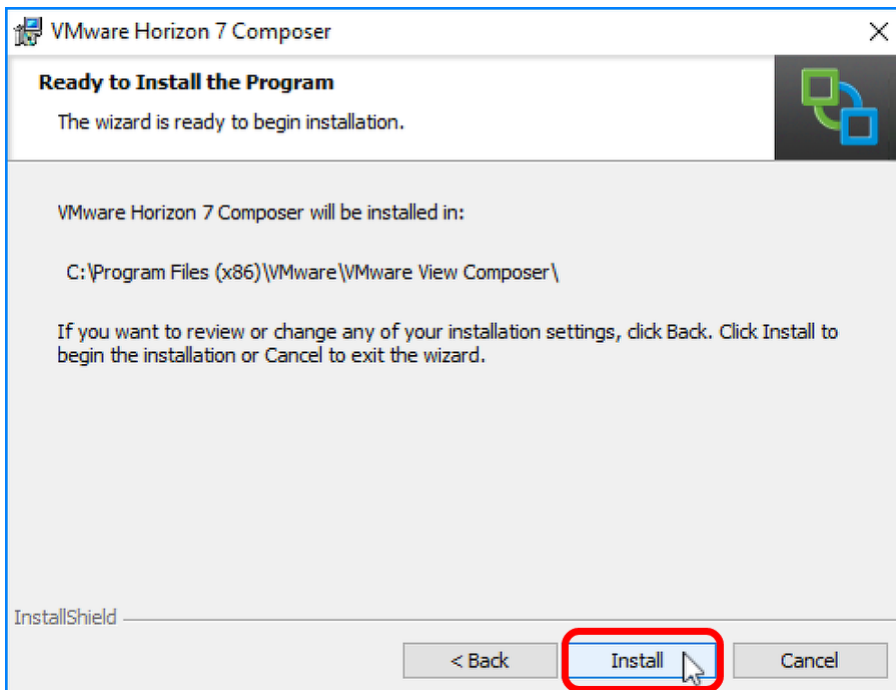 VMware Horizon 7 Composer
Ready to Install the Program
The wizard is ready to begin installation.
VMware Horizon 7 Composer will be installed in:
C:\Program Files (x86)\VMware\VMware View Composer\
If you want to review or change any of your installation settings, click Back. Click Install to
begin the installation or Cancel to exit the wizard.
InstallShield
< Back
Install
Cancel